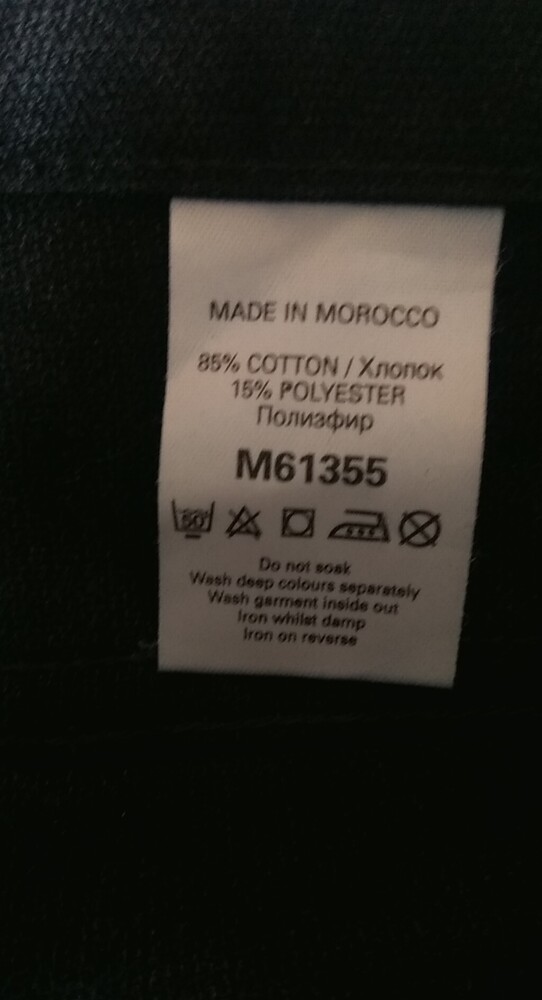 MADE IN MOROCCO
85% COTTON / Хлопок
15% POLYESTER
Полиэфир
M61355
50°
Do not soak
Wash deep colours separately
Wash garment inside out
Iron whilst damp
Iron on reverse